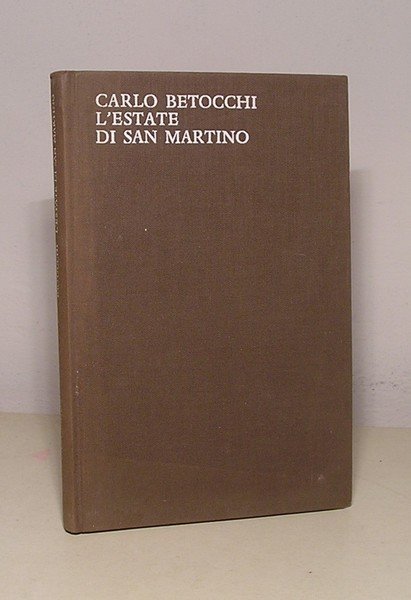 CARLO BETOCCHI
L'ESTATE
DI SAN MARTINO